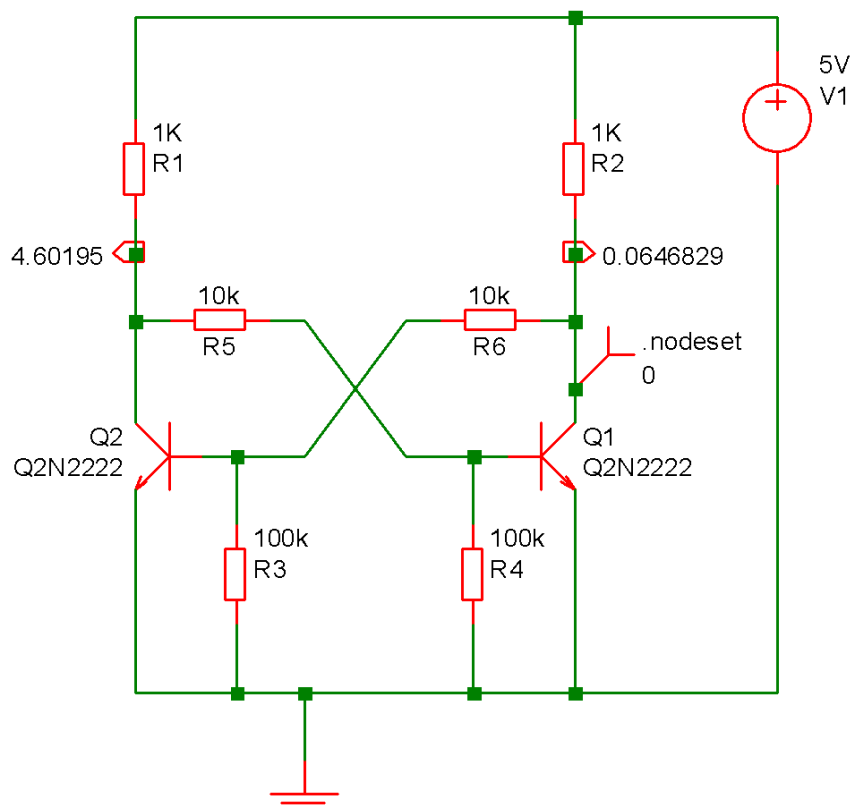 5V
V1
1K
R1
1K
R2
4.60195
0.0646829
10k
R5
10k
R6
.nodeset
0
Q2
Q2N2222
Q1
Q2N2222
100k
R3
100k
R4